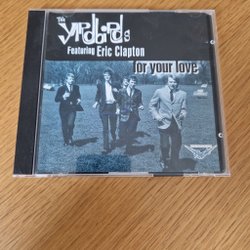 The
YARDBIRDS
Featuring Eric Clapton
for your love